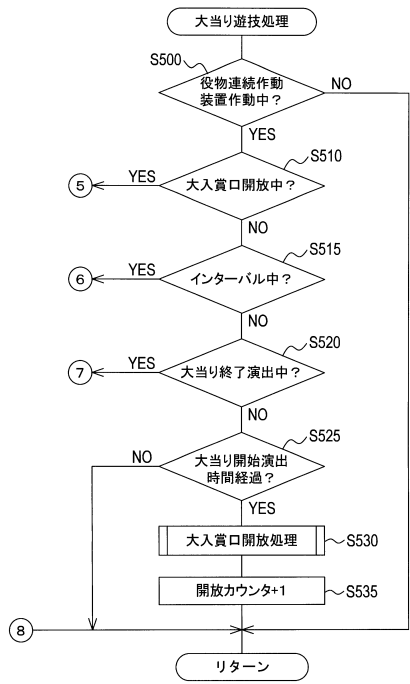 大当り遊技処理
S500
役物連続作動
装置作動中？
NO
YES
S510
大入賞口開放中？
YES
5
NO
S515
インターバル中？
YES
6
NO
S520
大当り終了演出中？
YES
7
NO
S525
大当り開始演出
時間経過？
NO
YES
大入賞口開放処理
S530
開放カウンタ+1
S535
8
リターン